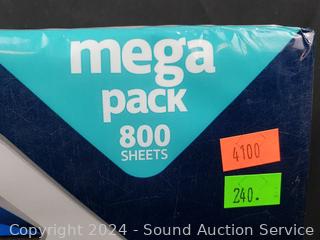 mega
pack
800
SHEETS
4100
240.
Copyright 2024 - Sound Auction Service